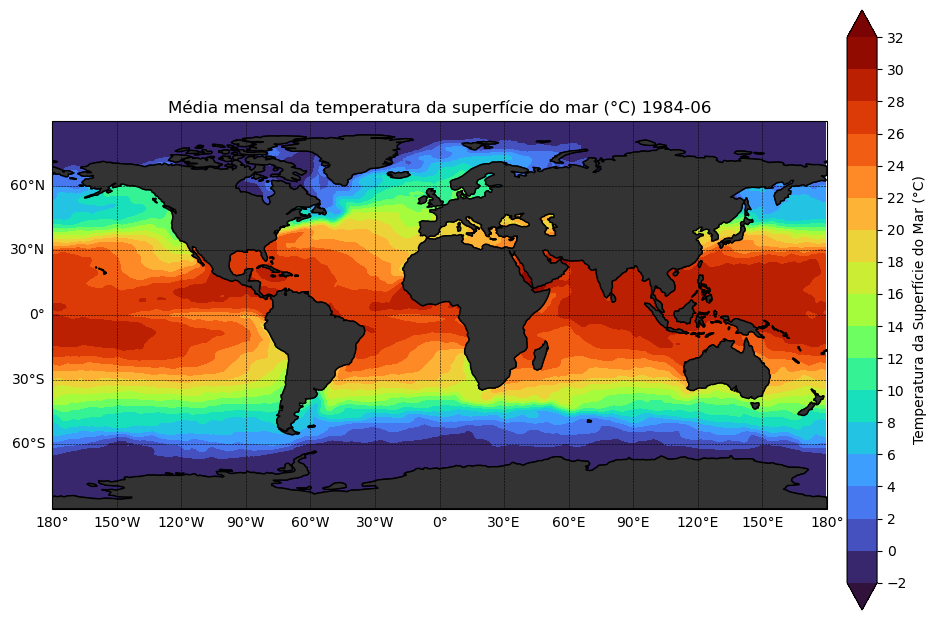 Média mensal da temperatura da superfície do mar (°C) 1984-06
60°N
30°N
0°
30°S
60°S
180° 150°W 120°W 90°W 60°W 30°W 0° 30°E 60°E 90°E 120°E 150°E 180°
32
30
28
26
24
22
20
18
16
14
12
10
8
6
4
2
0
−2
Temperatura da Superfície do Mar (°C)